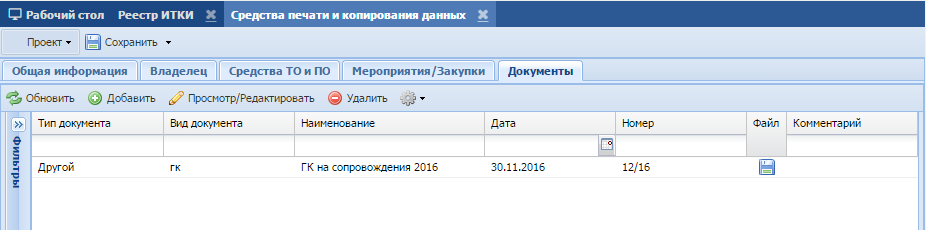 Рабочий стол Реестр ИТКИ Средства печати и копирования данных
Проект Сохранить
Общая информация Владелец Средства ТО и ПО Мероприятия/Закупки Документы
Обновить Добавить Просмотр/Редактировать Удалить
Фильтры
Тип документа Вид документа Наименование Дата Номер Файл Комментарий
Другой гк ГК на сопровождения 2016 30.11.2016 12/16